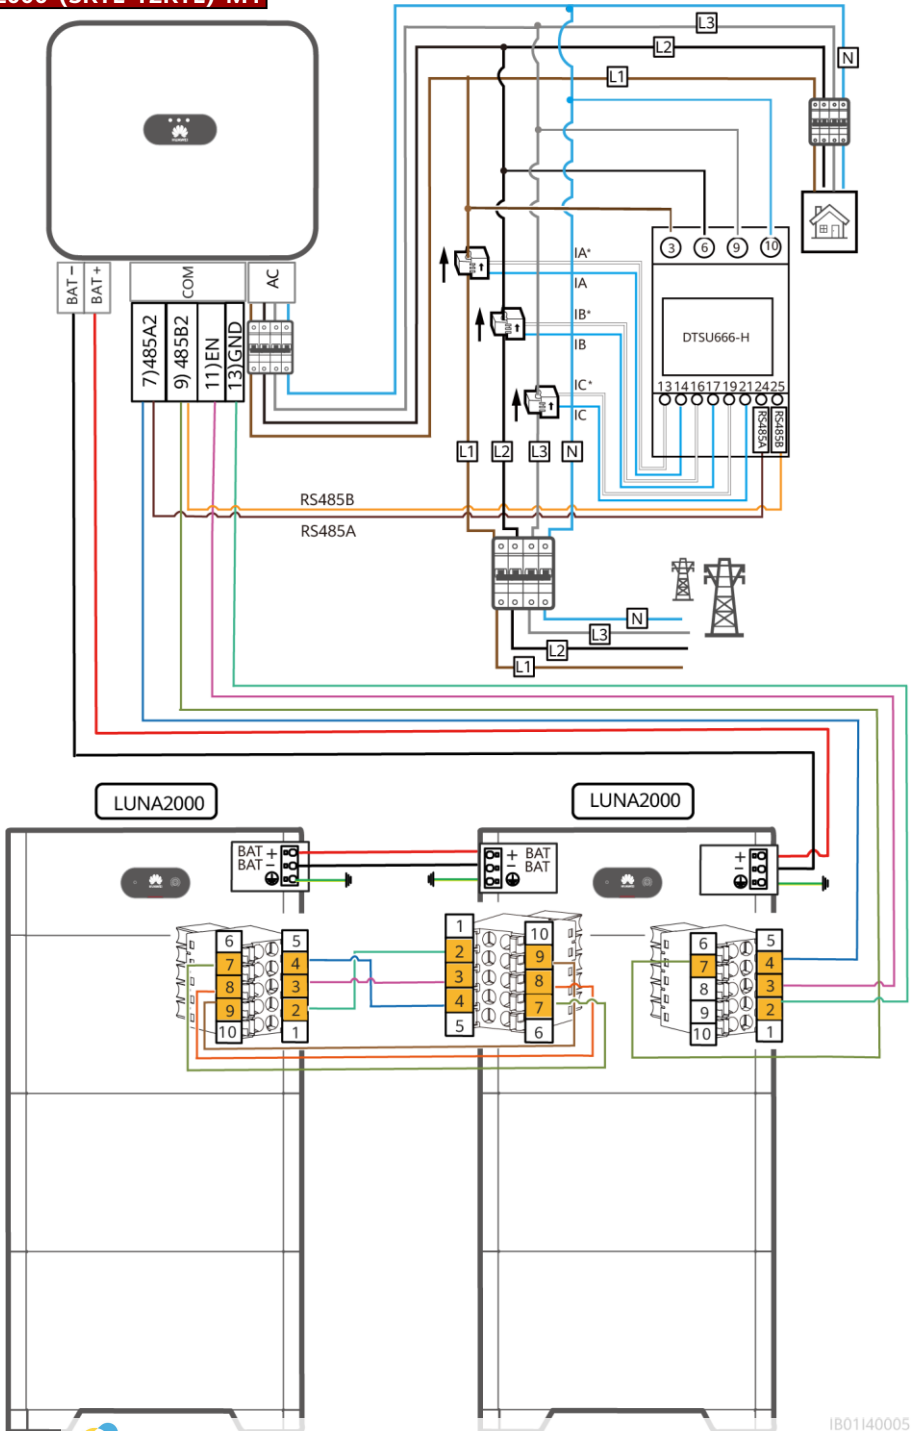 L3
L2
N
L1
BAT −
BAT +
COM
AC
7)485A2
9) 485B2
11)EN
13)GND
3 6 9 10
DTSU666-H
13 14 16 17 19 21 24 25
RS485A
RS485B
IA*
IA
IB*
IB
IC*
IC
L1 L2 L3 N
RS485B
RS485A
N
L3
L2
L1
LUNA2000
LUNA2000
BAT +
BAT −
+ BAT
− BAT
+
−
6 5
7 4
8 3
9 2
10 1
1 10
2 9
3 8
4 7
5 6
6 5
7 4
8 3
9 2
10 1
IB01I40005